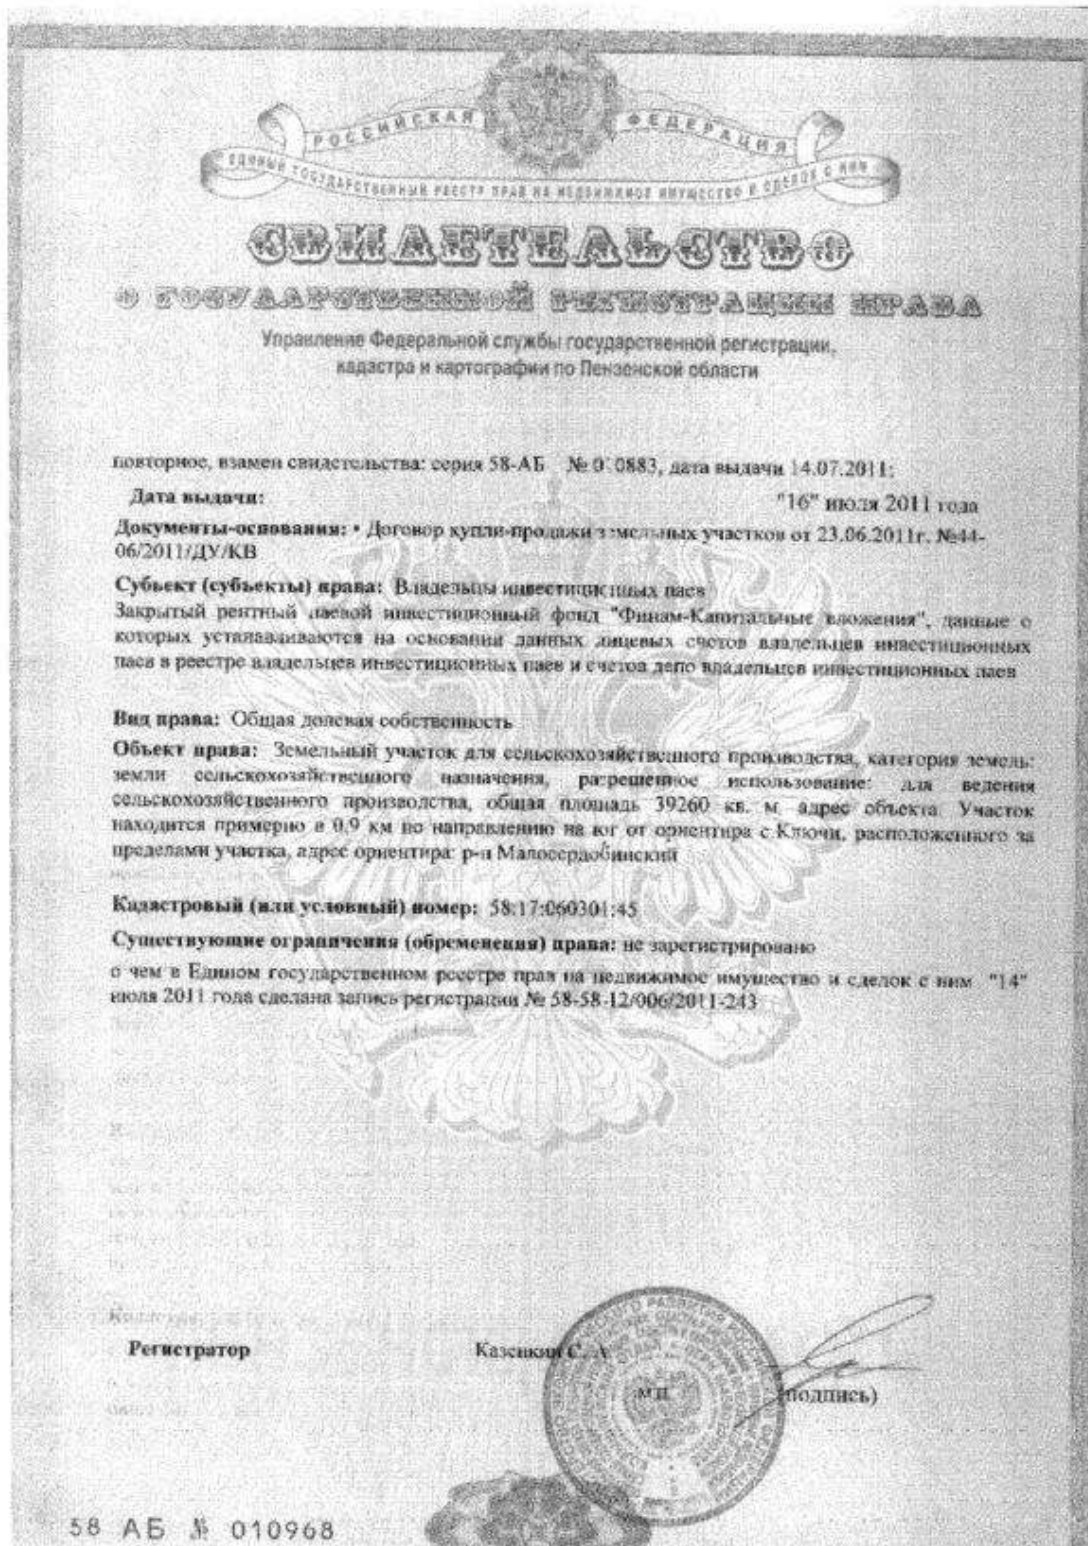 РОССИЙСКАЯ ФЕДЕРАЦИЯ
ЕДИНЫЙ ГОСУДАРСТВЕННЫЙ РЕЕСТР ПРАВ НА НЕДВИЖИМОЕ ИМУЩЕСТВО И СДЕЛОК С НИМ
СВИДЕТЕЛЬСТВО
О ГОСУДАРСТВЕННОЙ РЕГИСТРАЦИИ ПРАВА
Управление Федеральной службы государственной регистрации,
кадастра и картографии по Пензенской области
повторное, взамен свидетельства: серия 58-АБ № 010883, дата выдачи 14.07.2011;
Дата выдачи: "16" июля 2011 года
Документы-основания: • Договор купли-продажи земельных участков от 23.06.2011г. №44-
06/2011/ДУ/КВ
Субъект (субъекты) права: Владельцы инвестиционных паев
Закрытый рентный паевой инвестиционный фонд "Финам-Капитальные вложения", данные о
которых устанавливаются на основании данных лицевых счетов владельцев инвестиционных
паев в реестре владельцев инвестиционных паев и счетов депо владельцев инвестиционных паев
Вид права: Общая долевая собственность
Объект права: Земельный участок для сельскохозяйственного производства, категория земель:
земли сельскохозяйственного назначения, разрешенное использование: для ведения
сельскохозяйственного производства, общая площадь 39260 кв. м, адрес объекта: Участок
находится примерно в 0,9 км по направлению на юг от ориентира с.Ключи, расположенного за
пределами участка, адрес ориентира: р-н Малосердобинский
Кадастровый (или условный) номер: 58:17:060301:45
Существующие ограничения (обременения) права: не зарегистрировано
о чем в Едином государственном реестре прав на недвижимое имущество и сделок с ним "14"
июля 2011 года сделана запись регистрации № 58-58-12/006/2011-243
Регистратор Казенкин С. А.
М.П. (подпись)
58 АБ № 010968